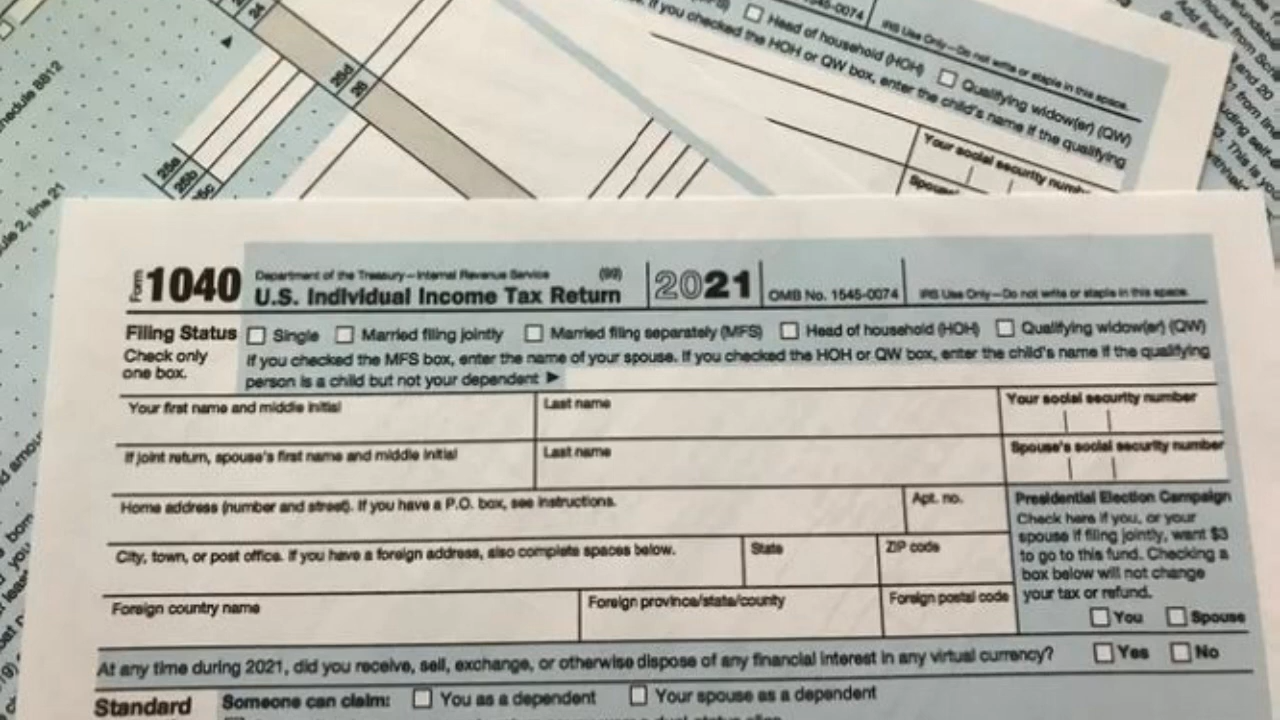 24
25d
26
25a
25b
25c
schedule 8812
2, line 21
Head of household (HOH)
Qualifying widow(er) (QW)
If you checked the HOH or QW box, enter the child's name if the qualifying
-0074
IRS Use Only—Do not write or staple in this space.
Your social security number
Form 1040
Department of the Treasury—Internal Revenue Service (99)
U.S. Individual Income Tax Return
2021
OMB No. 1545-0074
IRS Use Only—Do not write or staple in this space.
Filing Status
Check only
one box.
Single Married filing jointly Married filing separately (MFS) Head of household (HOH) Qualifying widow(er) (QW)
If you checked the MFS box, enter the name of your spouse. If you checked the HOH or QW box, enter the child's name if the qualifying
person is a child but not your dependent ▶
Your first name and middle initial
Last name
Your social security number
If joint return, spouse's first name and middle initial
Last name
Spouse's social security number
Home address (number and street). If you have a P.O. box, see instructions.
Apt. no.
City, town, or post office. If you have a foreign address, also complete spaces below.
State
ZIP code
Foreign country name
Foreign province/state/county
Foreign postal code
Presidential Election Campaign
Check here if you, or your
spouse if filing jointly, want $3
to go to this fund. Checking a
box below will not change
your tax or refund.
You Spouse
At any time during 2021, did you receive, sell, exchange, or otherwise dispose of any financial interest in any virtual currency? Yes No
Standard
Someone can claim: You as a dependent Your spouse as a dependent